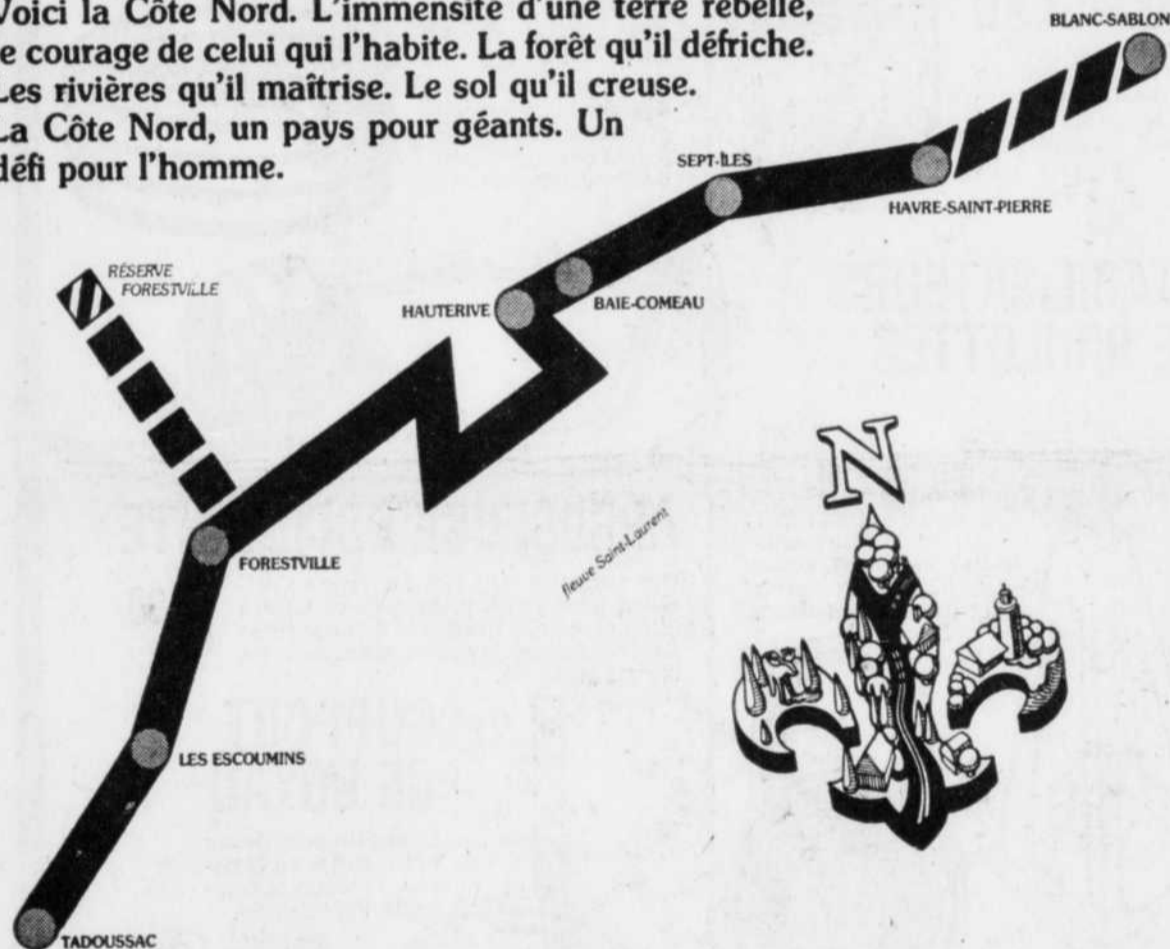 Voici la Côte Nord. L'immensité d'une terre rebelle,
le courage de celui qui l'habite. La forêt qu'il défriche.
Les rivières qu'il maîtrise. Le sol qu'il creuse.
La Côte Nord, un pays pour géants. Un
défi pour l'homme.
BLANC-SABLON
SEPT-ÎLES
HAVRE-SAINT-PIERRE
RÉSERVE
FORESTVILLE
HAUTERIVE
BAIE-COMEAU
N
fleuve Saint-Laurent
FORESTVILLE
LES ESCOUMINS
TADOUSSAC